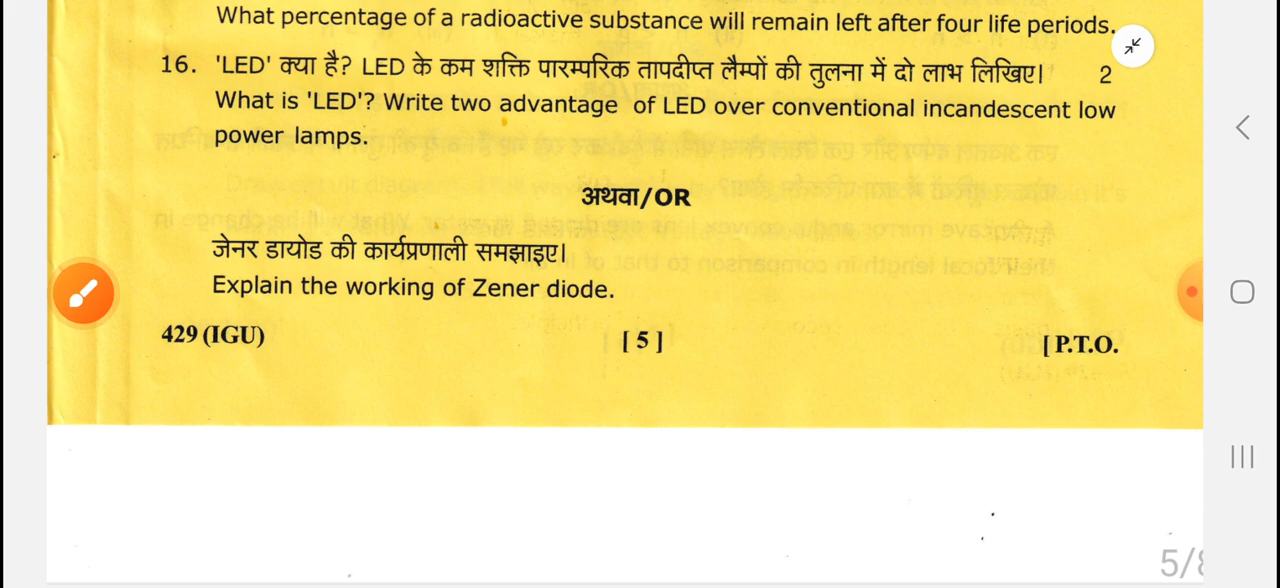 What percentage of a radioactive substance will remain left after four life periods.
16. 'LED' क्या है? LED के कम शक्ति पारम्परिक तापदीप्त लैम्पों की तुलना में दो लाभ लिखिए। 2
What is 'LED'? Write two advantage of LED over conventional incandescent low
power lamps.
अथवा/OR
जेनर डायोड की कार्यप्रणाली समझाइए।
Explain the working of Zener diode.
429 (IGU) [ 5 ] [ P.T.O.
5/8